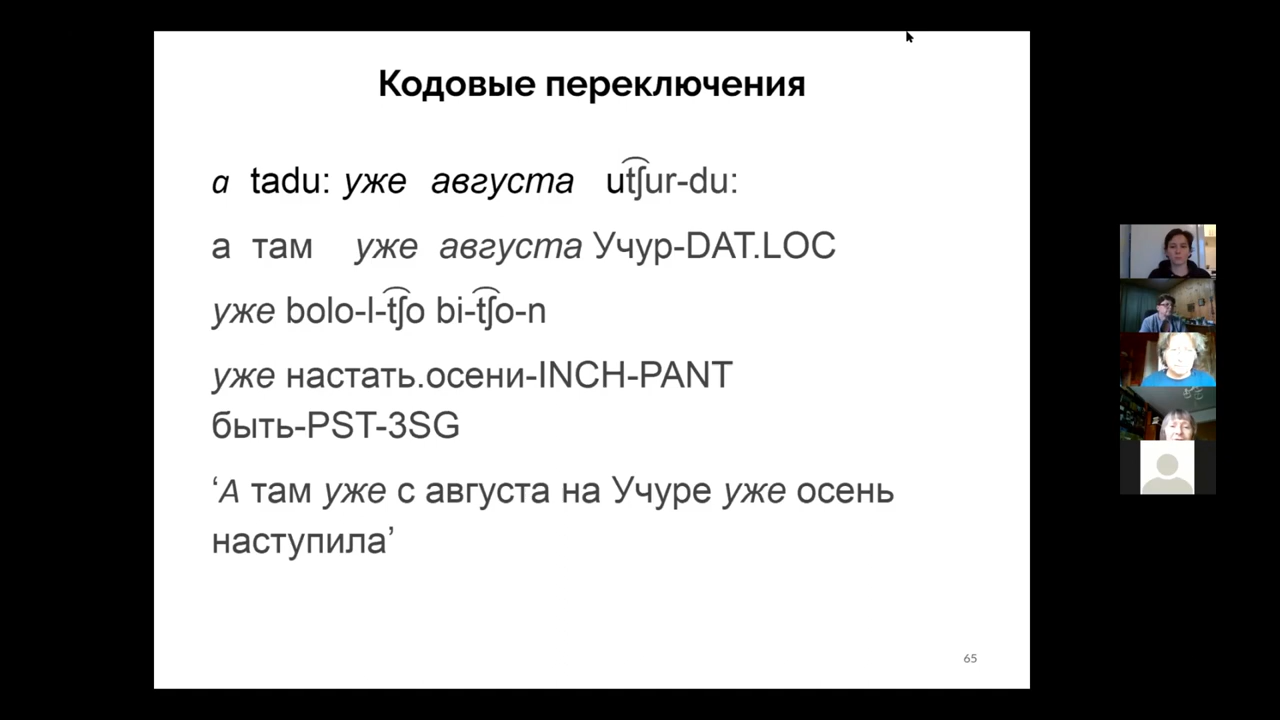 Кодовые переключения
а tadu: уже августа ut͡ʃur-du:
а там уже августа Учур-DAT.LOC
уже bolo-l-t͡ʃo bi-t͡ʃo-n
уже настать.осени-INCH-PANT
быть-PST-3SG
‘А там уже с августа на Учуре уже осень
наступила’
65